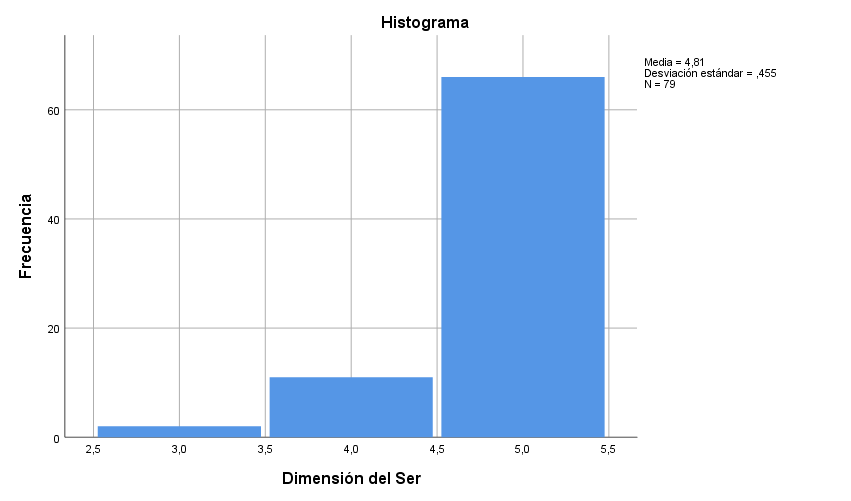 Histograma
Media = 4,81
Desviación estándar = ,455
N = 79
Frecuencia
60
40
20
0
2,5 3,0 3,5 4,0 4,5 5,0 5,5
Dimensión del Ser